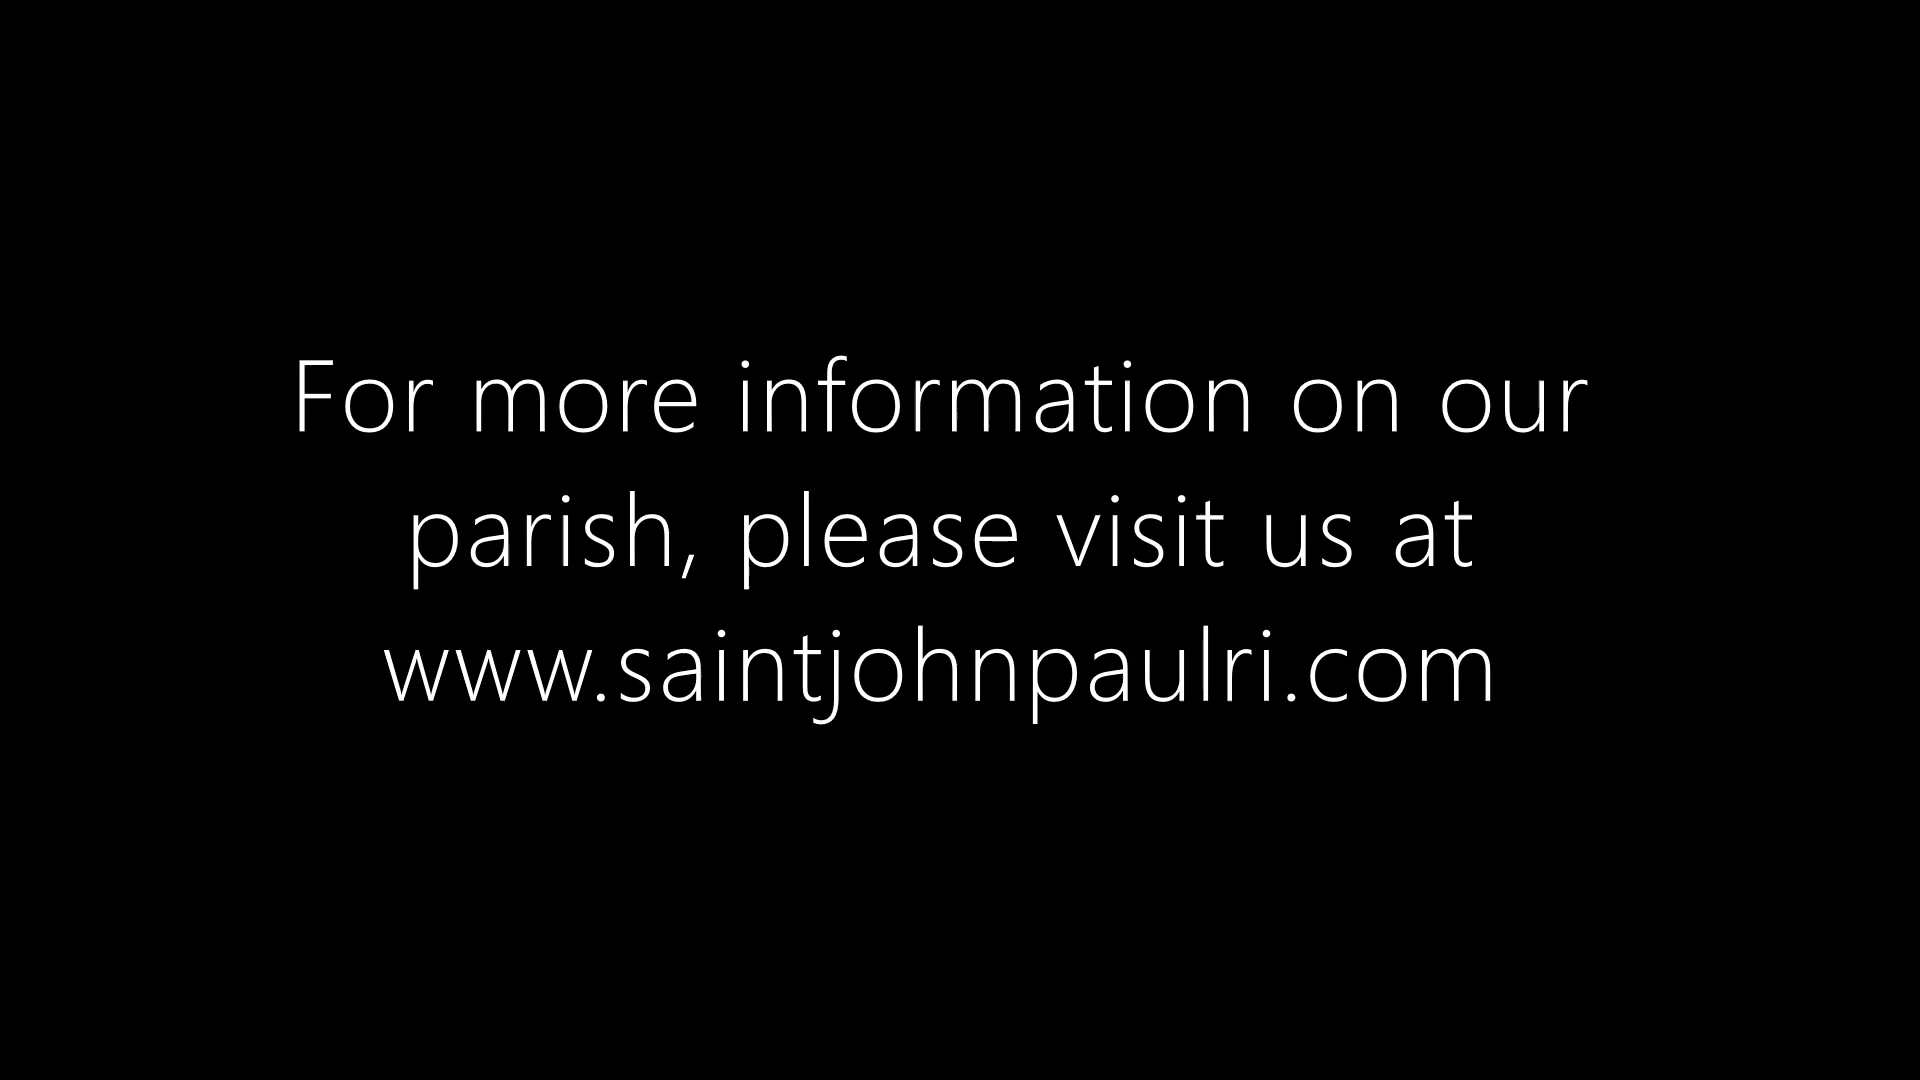 For more information on our
parish, please visit us at
www.saintjohnpaulri.com